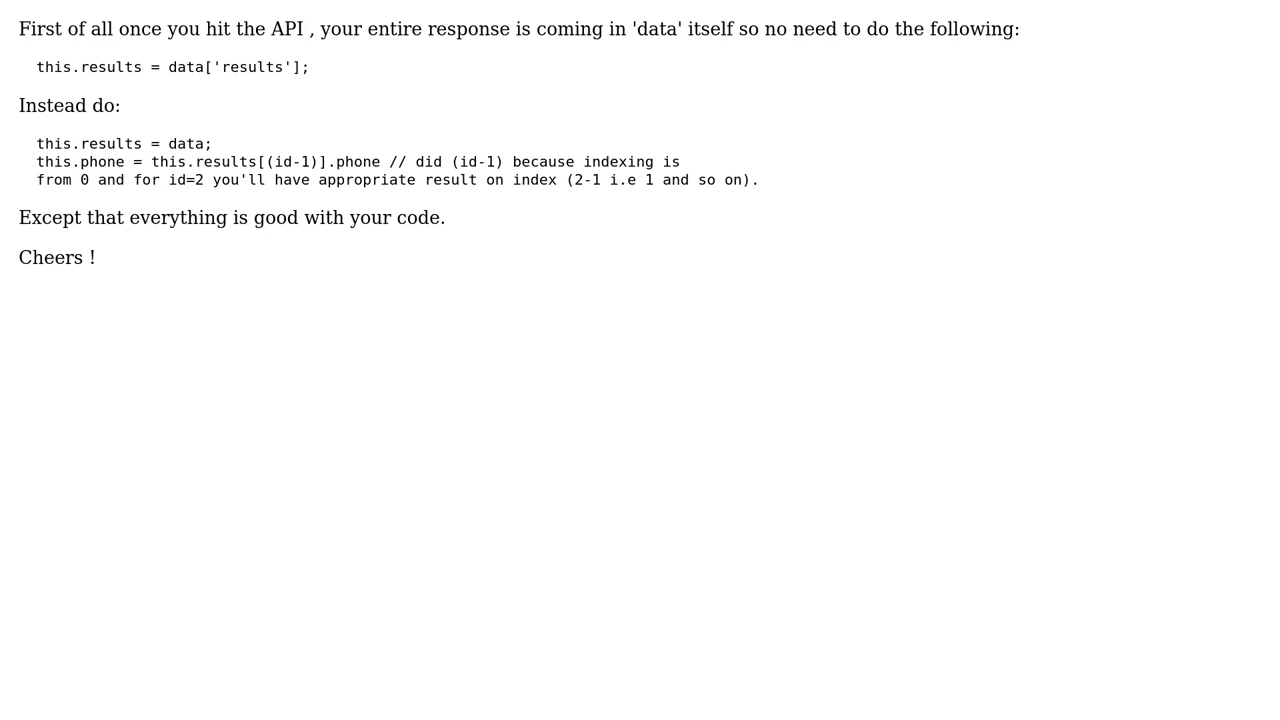 First of all once you hit the API , your entire response is coming in 'data' itself so no need to do the following:
this.results = data['results'];
Instead do:
this.results = data;
this.phone = this.results[(id-1)].phone // did (id-1) because indexing is
from 0 and for id=2 you'll have appropriate result on index (2-1 i.e 1 and so on).
Except that everything is good with your code.
Cheers !